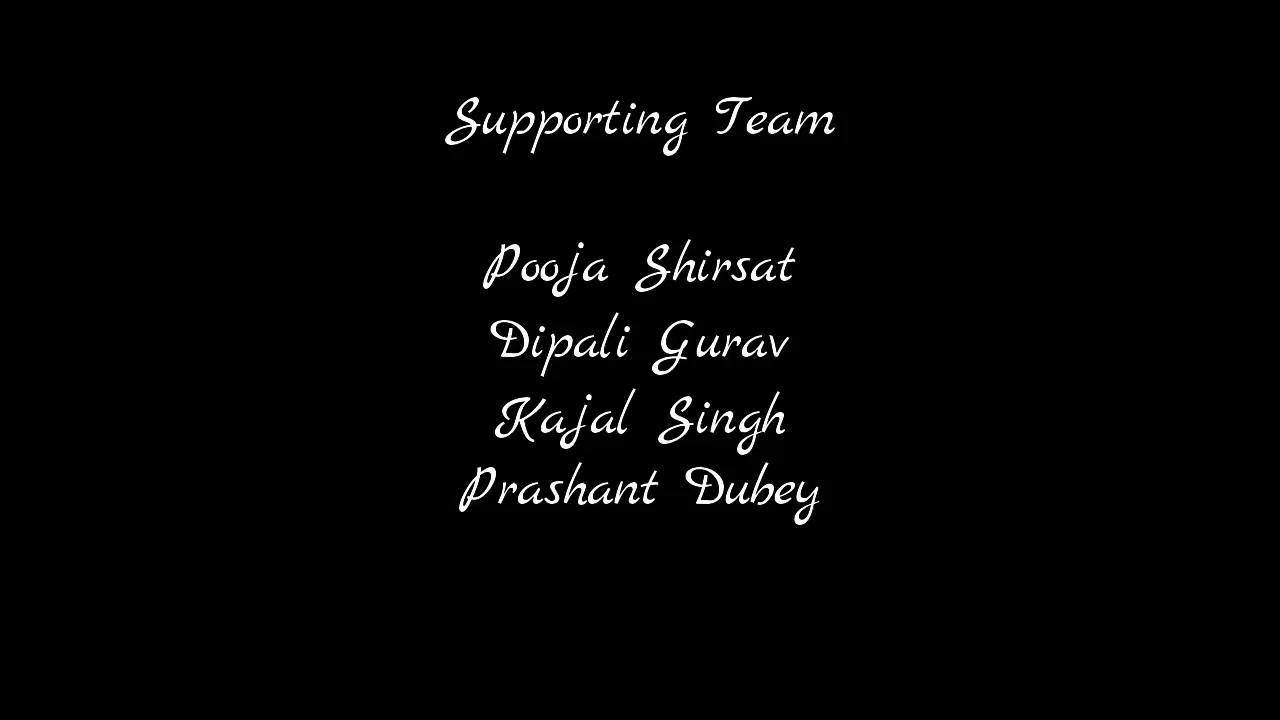 Supporting Team
Pooja Shirsat
Dipali Gurav
Kajal Singh
Prashant Dubey